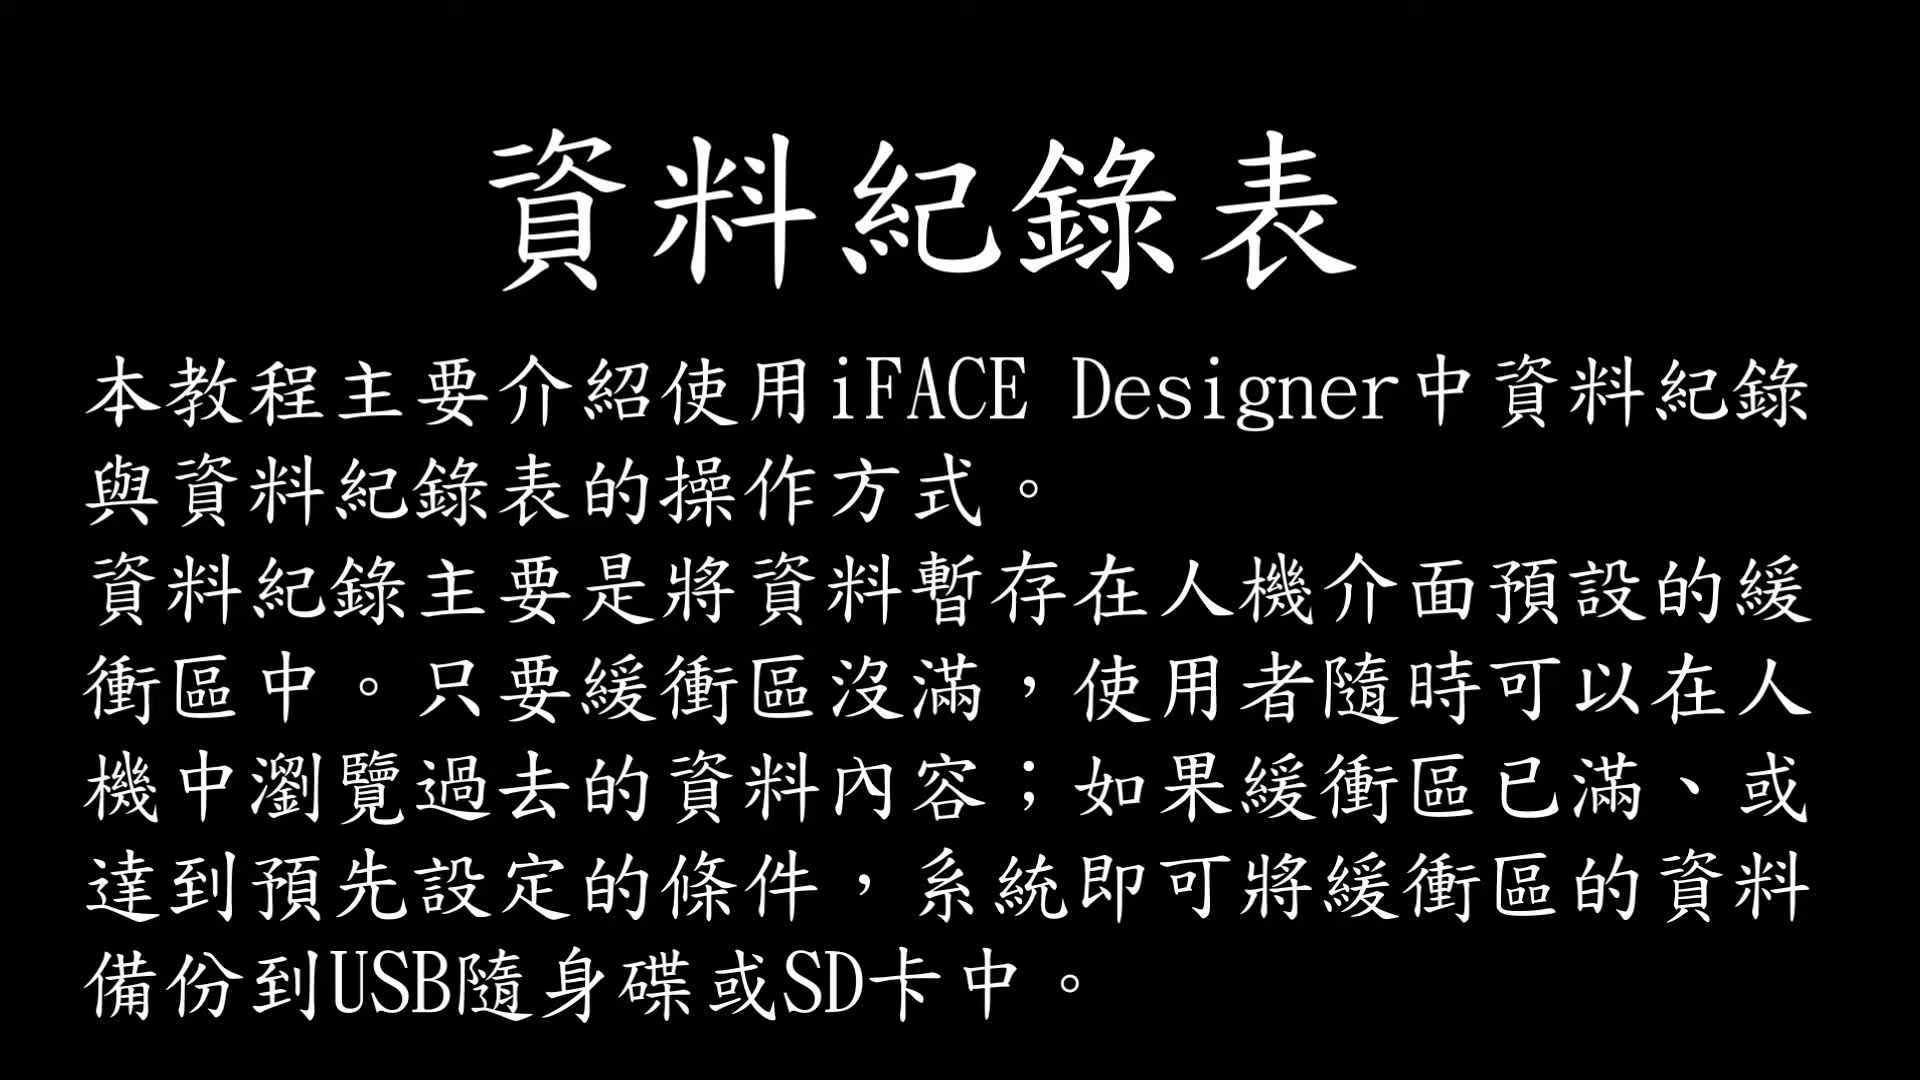 資料紀錄表
本教程主要介紹使用iFACE Designer中資料紀錄
與資料紀錄表的操作方式。
資料紀錄主要是將資料暫存在人機介面預設的緩
衝區中。只要緩衝區沒滿，使用者隨時可以在人
機中瀏覽過去的資料內容；如果緩衝區已滿、或
達到預先設定的條件，系統即可將緩衝區的資料
備份到USB隨身碟或SD卡中。